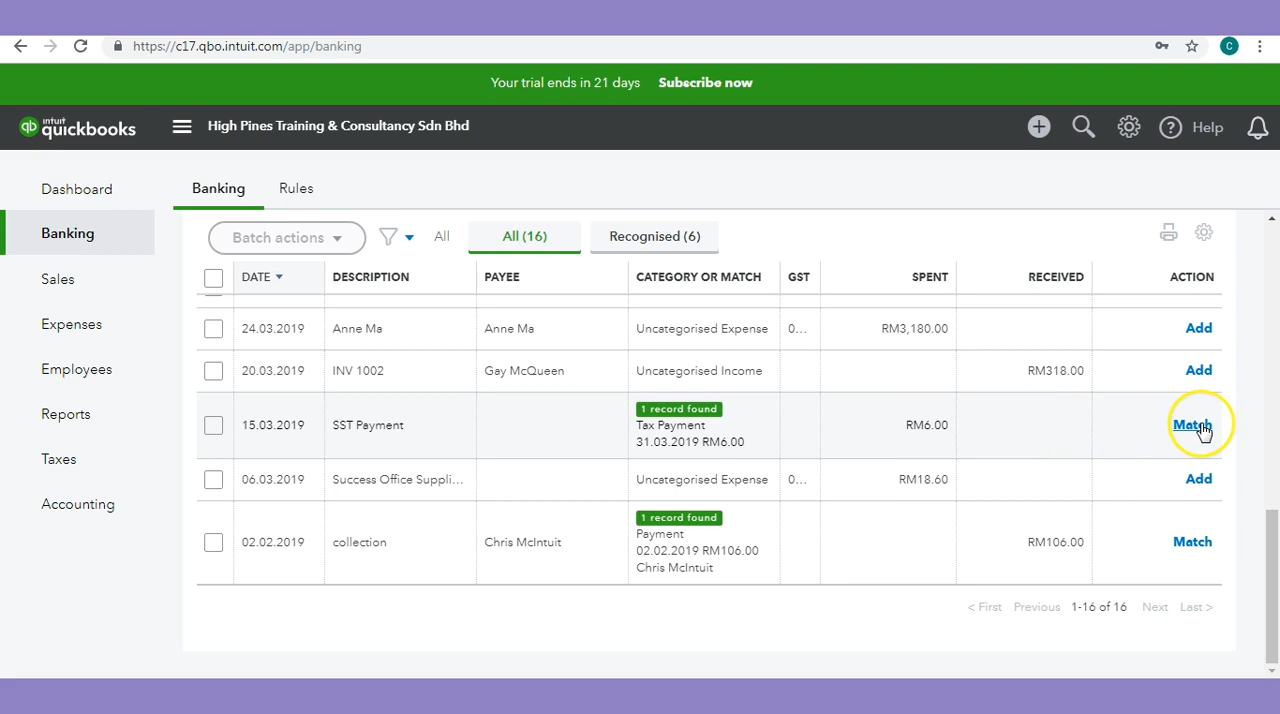 https://c17.qbo.intuit.com/app/banking
C
Your trial ends in 21 days Subscribe now
qb intuit quickbooks
High Pines Training & Consultancy Sdn Bhd
Help
Dashboard
Banking
Sales
Expenses
Employees
Reports
Taxes
Accounting
Banking Rules
Batch actions All All (16) Recognised (6)
DATE DESCRIPTION PAYEE CATEGORY OR MATCH GST SPENT RECEIVED ACTION
24.03.2019 Anne Ma Anne Ma Uncategorised Expense 0... RM3,180.00 Add
20.03.2019 INV 1002 Gay McQueen Uncategorised Income RM318.00 Add
1 record found
15.03.2019 SST Payment Tax Payment RM6.00 Match
31.03.2019 RM6.00
06.03.2019 Success Office Suppli... Uncategorised Expense 0... RM18.60 Add
1 record found
Payment
02.02.2019 collection Chris McIntuit 02.02.2019 RM106.00 RM106.00 Match
Chris McIntuit
< First Previous 1-16 of 16 Next Last >